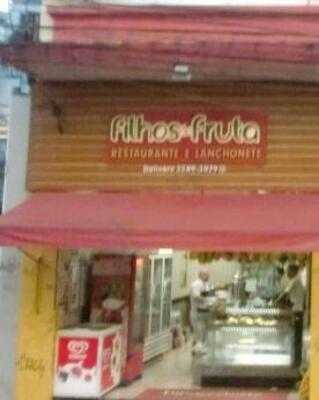 Filhos da Fruta
RESTAURANTE E LANCHONETE
Delivery